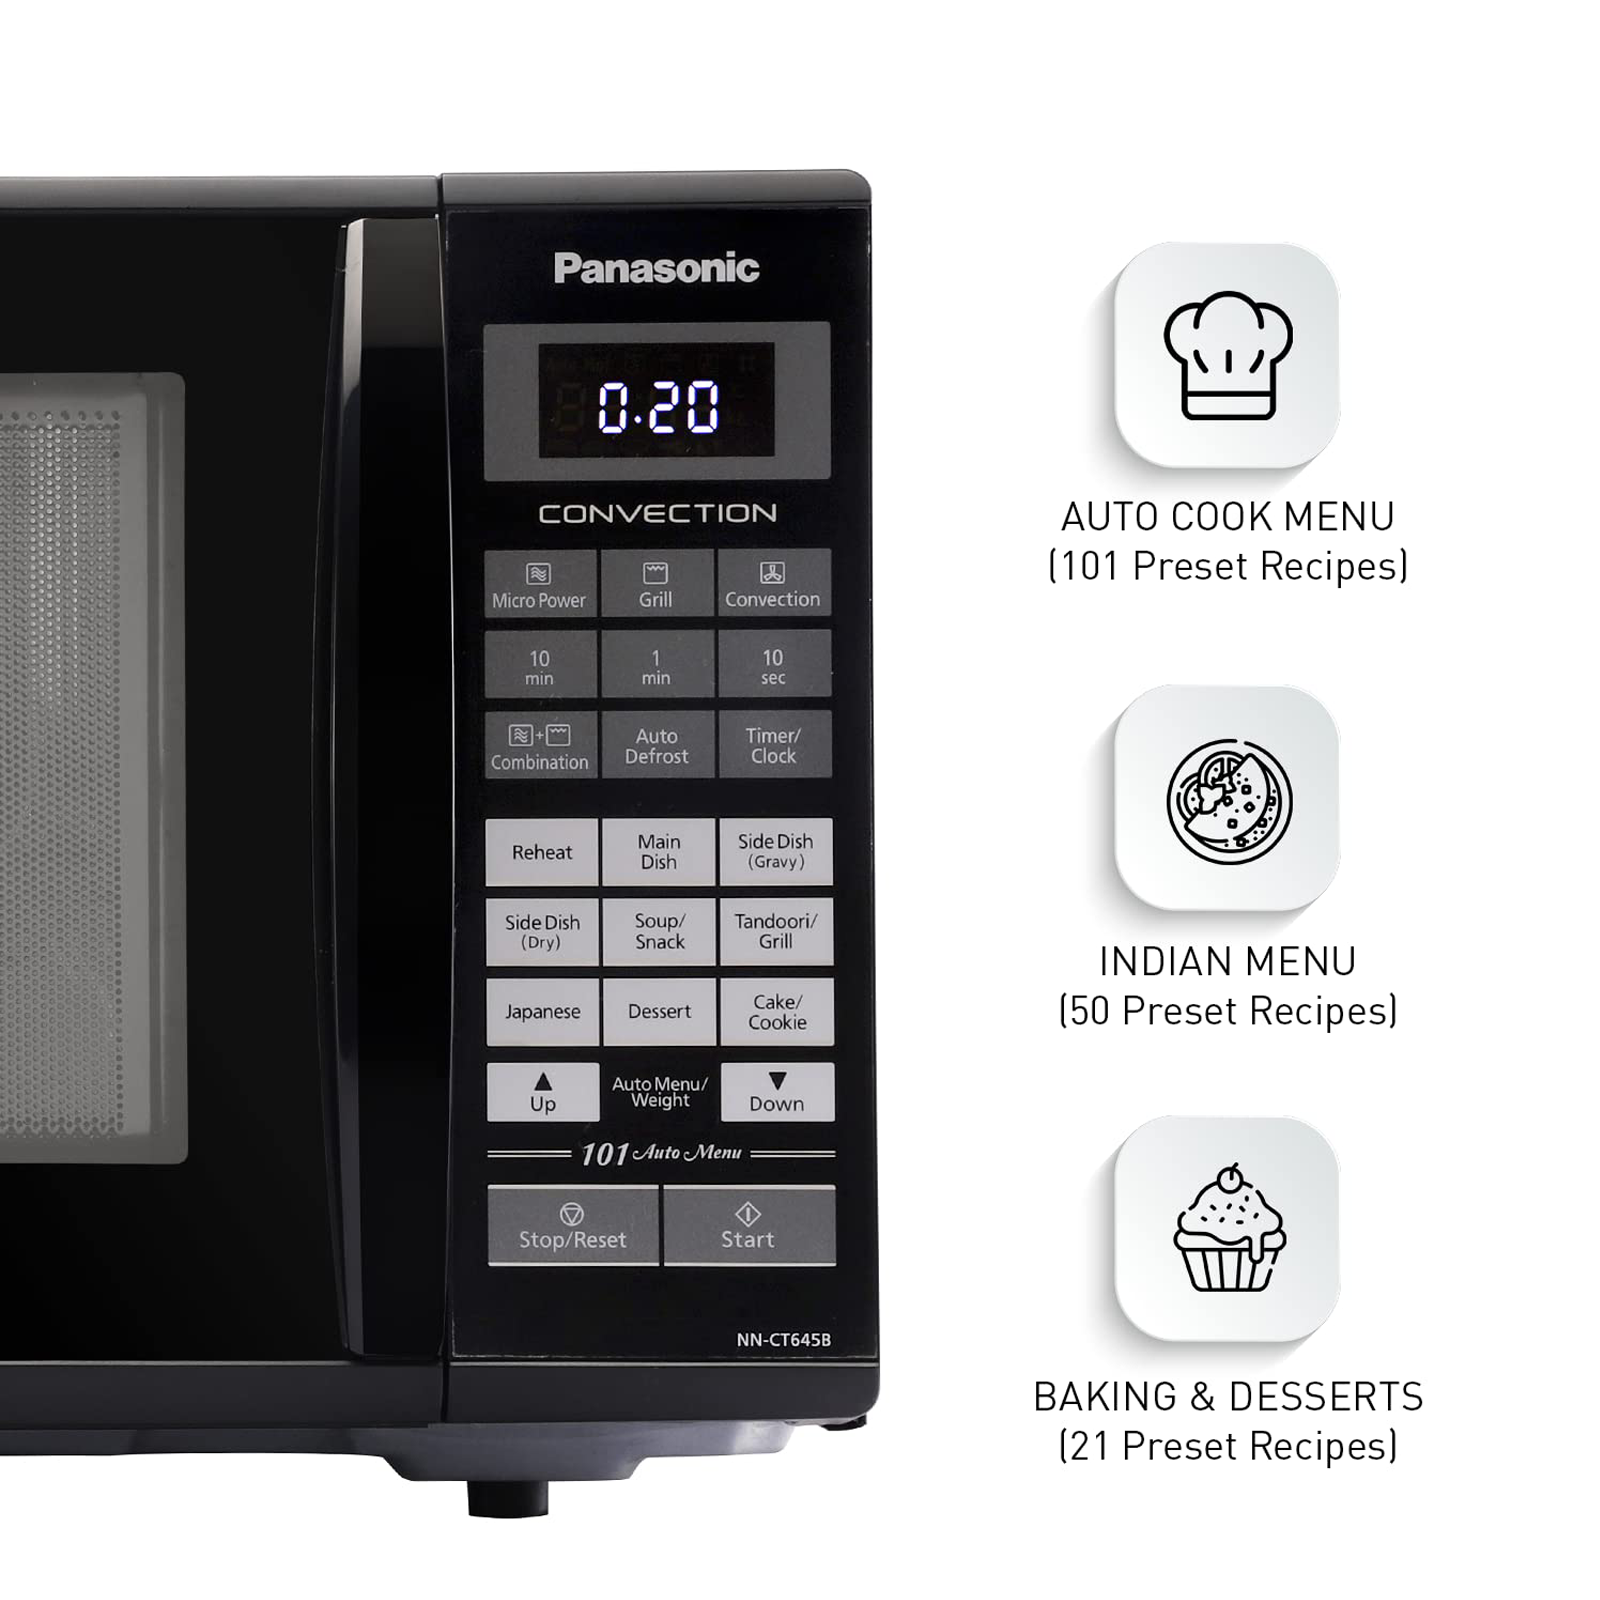 Panasonic
0.20
CONVECTION
Micro Power
Grill
Convection
10
min
1
min
10
sec
Combination
Auto
Defrost
Timer/
Clock
Reheat
Main
Dish
Side Dish
(Gravy)
Side Dish
(Dry)
Soup/
Snack
Tandoori/
Grill
Japanese
Dessert
Cake/
Cookie
Up
Auto Menu/
Weight
Down
101 Auto Menu
Stop/Reset
Start
NN-CT645B
AUTO COOK MENU
(101 Preset Recipes)
INDIAN MENU
(50 Preset Recipes)
BAKING & DESSERTS
(21 Preset Recipes)